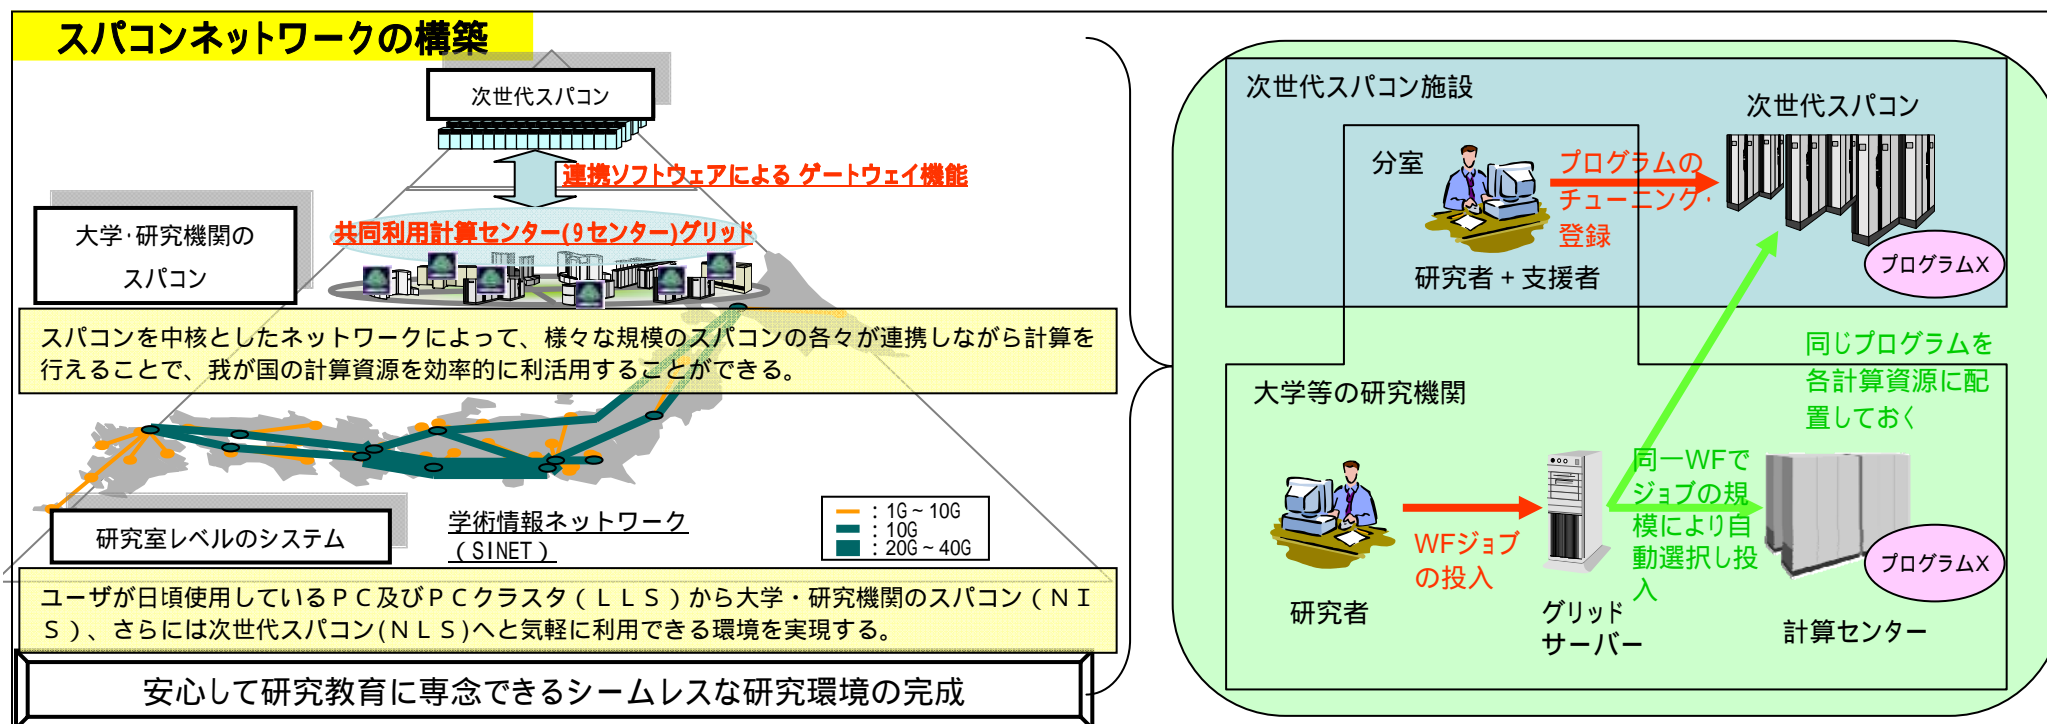 スパコンネットワークの構築
次世代スパコン
連携ソフトウェアによる ゲートウェイ機能
大学・研究機関の
スパコン
共同利用計算センター(9センター)グリッド
スパコンを中核としたネットワークによって、様々な規模のスパコンの各々が連携しながら計算を
行えることで、我が国の計算資源を効率的に利活用することができる。
研究室レベルのシステム
学術情報ネットワーク
(SINET)
:1G~10G
:10G
:20G~40G
ユーザが日頃使用しているPC及びPCクラスタ(LLS)から大学・研究機関のスパコン(NI
S)、さらには次世代スパコン(NLS)へと気軽に利用できる環境を実現する。
安心して研究教育に専念できるシームレスな研究環境の完成
次世代スパコン施設
次世代スパコン
分室
プログラムの
チューニング・
登録
研究者+支援者
プログラムX
同じプログラムを
各計算資源に配
置しておく
大学等の研究機関
研究者
WFジョブ
の投入
グリッド
サーバー
同一WFで
ジョブの規
模により自
動選択し投
入
プログラムX
計算センター